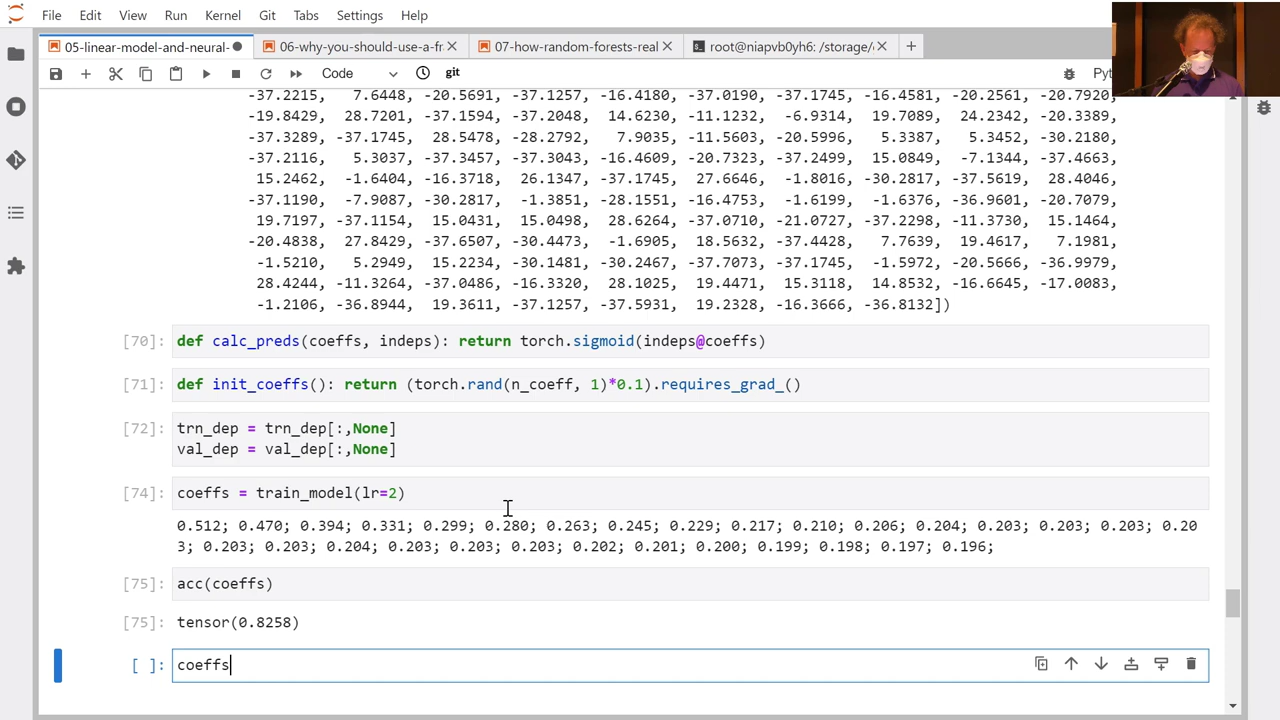 File Edit View Run Kernel Git Tabs Settings Help
05-linear-model-and-neural- 06-why-you-should-use-a-fr 07-how-random-forests-real root@niapvb0yh6: /storage/
Code git
-37.2215, 7.6448, -20.5691, -37.1257, -16.4180, -37.0190, -37.1745, -16.4581, -20.2561, -20.7920,
-19.8429, 28.7201, -37.1594, -37.2048, 14.6230, -11.1232, -6.9314, 19.7089, 24.2342, -20.3389,
-37.3289, -37.1745, 28.5478, -28.2792, 7.9035, -11.5603, -20.5996, 5.3387, 5.3452, -30.2180,
-37.2116, 5.3037, -37.3457, -37.3043, -16.4609, -20.7323, -37.2499, 15.0849, -7.1344, -37.4663,
15.2462, -1.6404, -16.3718, 26.1347, -37.1745, 27.6646, -1.8016, -30.2817, -37.5619, 28.4046,
-37.1190, -7.9087, -30.2817, -1.3851, -28.1551, -16.4753, -1.6199, -1.6376, -36.9601, -20.7079,
19.7197, -37.1154, 15.0431, 15.0498, 28.6264, -37.0710, -21.0727, -37.2298, -11.3730, 15.1464,
-20.4838, 27.8429, -37.6507, -30.4473, -1.6905, 18.5632, -37.4428, 7.7639, 19.4617, 7.1981,
-1.5210, 5.2949, 15.2234, -30.1481, -30.2467, -37.7073, -37.1745, -1.5972, -20.5666, -36.9979,
28.4244, -11.3264, -37.0486, -16.3320, 28.1025, 19.4471, 15.3118, 14.8532, -16.6645, -17.0083,
-1.2106, -36.8944, 19.3611, -37.1257, -37.5931, 19.2328, -16.3666, -36.8132])
[70]: def calc_preds(coeffs, indeps): return torch.sigmoid(indeps@coeffs)
[71]: def init_coeffs(): return (torch.rand(n_coeff, 1)*0.1).requires_grad_()
[72]: trn_dep = trn_dep[:,None]
val_dep = val_dep[:,None]
[74]: coeffs = train_model(lr=2)
0.512; 0.470; 0.394; 0.331; 0.299; 0.280; 0.263; 0.245; 0.229; 0.217; 0.210; 0.206; 0.204; 0.203; 0.203; 0.203; 0.20
3; 0.203; 0.203; 0.204; 0.203; 0.203; 0.203; 0.202; 0.201; 0.200; 0.199; 0.198; 0.197; 0.196;
[75]: acc(coeffs)
[75]: tensor(0.8258)
[ ]: coeffs